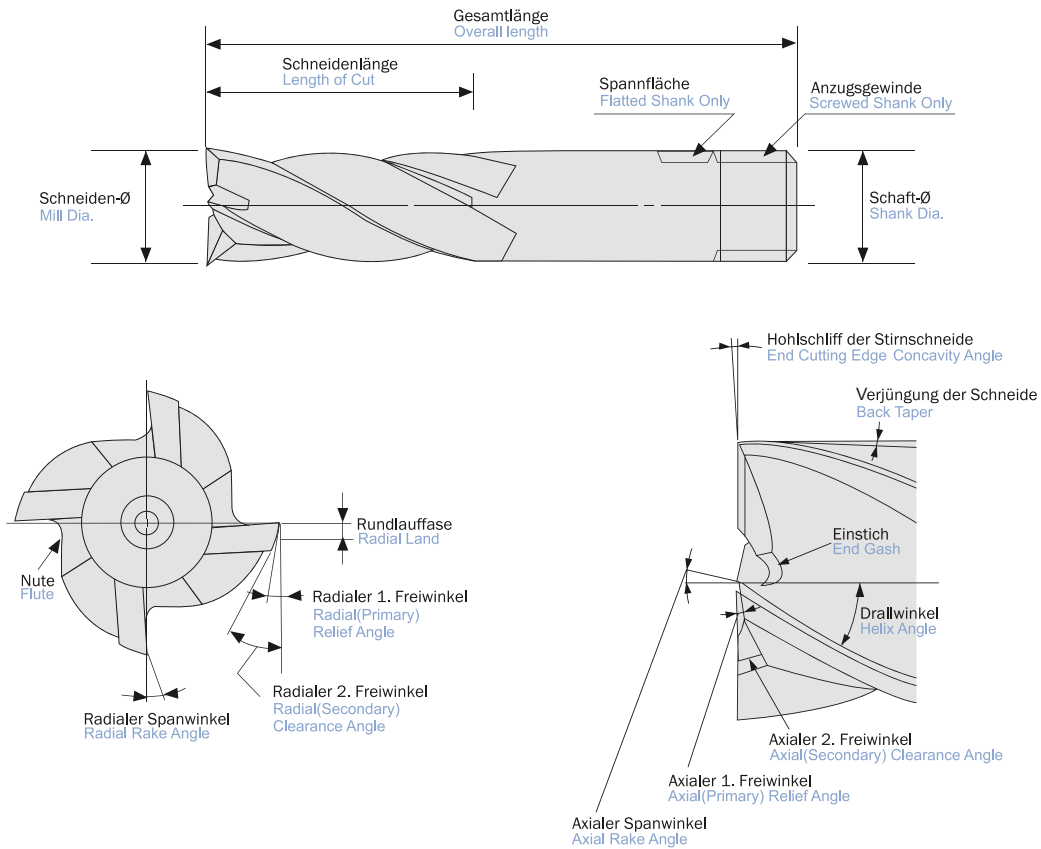 Gesamtlänge
Overall length
Schneidenlänge
Length of Cut
Spannfläche
Flatted Shank Only
Anzugsgewinde
Screwed Shank Only
Schneiden-Ø
Mill Dia.
Schaft-Ø
Shank Dia.
Hohlschliff der Stirnschneide
End Cutting Edge Concavity Angle
Verjüngung der Schneide
Back Taper
Rundlauffase
Radial Land
Einstich
End Gash
Nute
Flute
Radialer 1. Freiwinkel
Radial(Primary)
Relief Angle
Drallwinkel
Helix Angle
Radialer 2. Freiwinkel
Radial(Secondary)
Clearance Angle
Radialer Spanwinkel
Radial Rake Angle
Axialer 2. Freiwinkel
Axial(Secondary) Clearance Angle
Axialer 1. Freiwinkel
Axial(Primary) Relief Angle
Axialer Spanwinkel
Axial Rake Angle